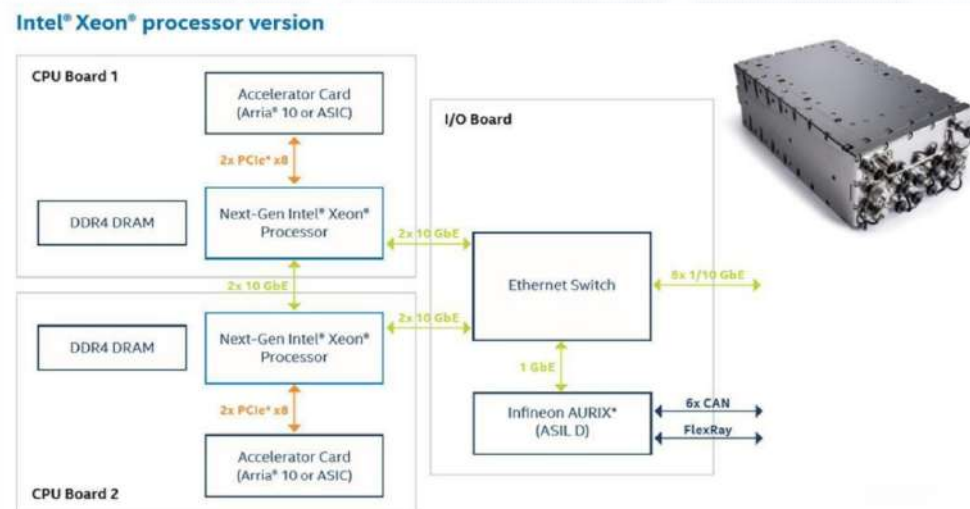 Intel® Xeon® processor version
CPU Board 1
Accelerator Card
(Arria® 10 or ASIC)
2x PCIe* x8
DDR4 DRAM
Next-Gen Intel® Xeon®
Processor
2x 10 GbE
2x 10 GbE
I/O Board
Ethernet Switch
8x 1/10 GbE
DDR4 DRAM
Next-Gen Intel® Xeon®
Processor
2x 10 GbE
1 GbE
2x PCIe* x8
Infineon AURIX*
(ASIL D)
6x CAN
FlexRay
Accelerator Card
(Arria® 10 or ASIC)
CPU Board 2